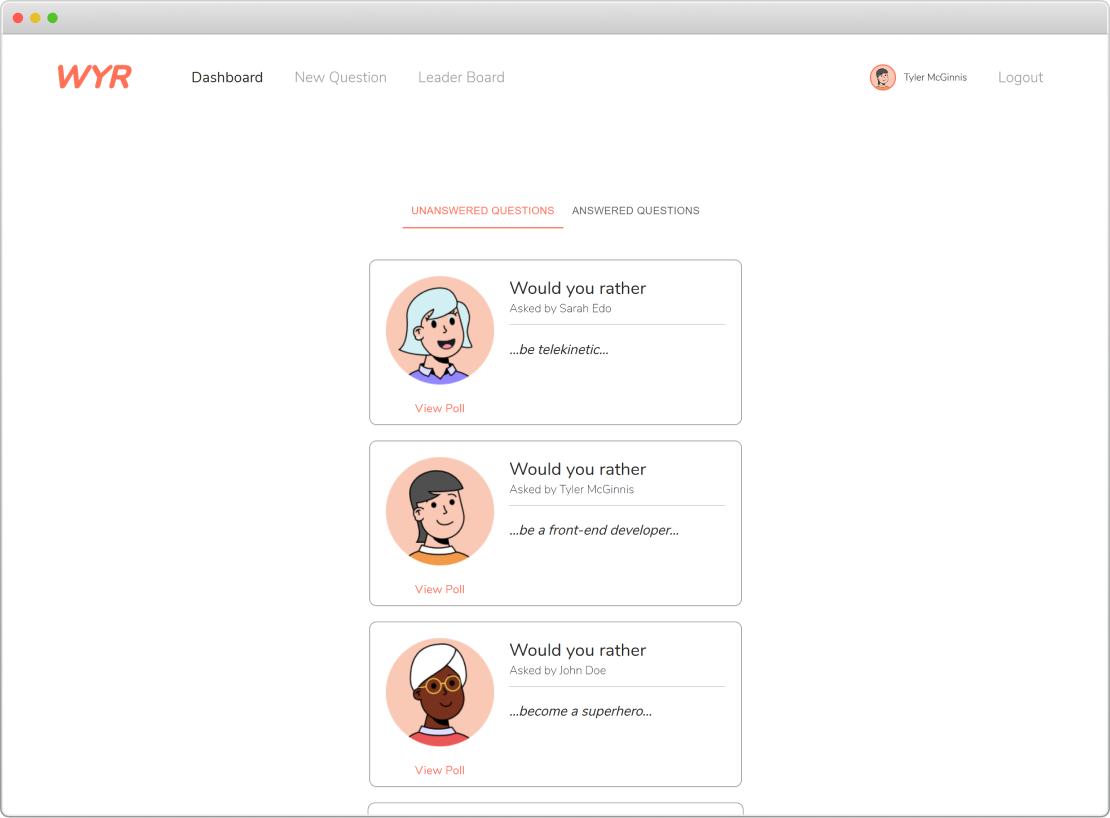 WYR Dashboard New Question Leader Board Tyler McGinnis Logout
UNANSWERED QUESTIONS ANSWERED QUESTIONS
Would you rather
Asked by Sarah Edo
...be telekinetic...
View Poll
Would you rather
Asked by Tyler McGinnis
...be a front-end developer...
View Poll
Would you rather
Asked by John Doe
...become a superhero...
View Poll